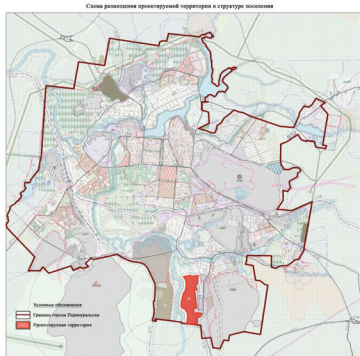 Схема размещения проектируемой территории в структуре поселения
Условные обозначения
Граница города Первоуральска
Проектируемая территория